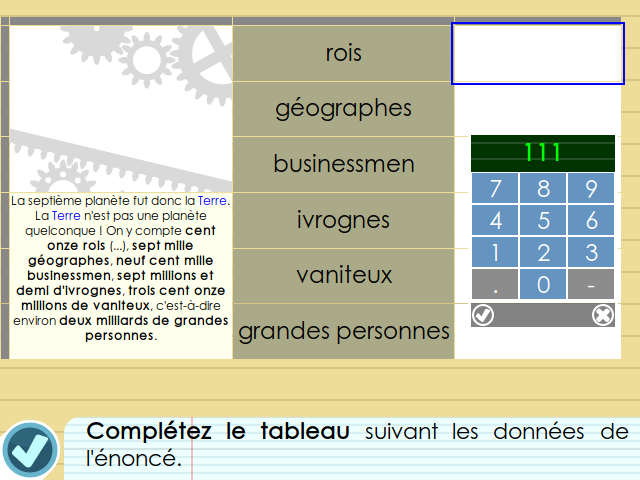 rois
géographes
businessmen
ivrognes
vaniteux
grandes personnes
La septième planète fut donc la Terre.
La Terre n'est pas une planète
quelconque ! On y compte cent
onze rois (...), sept mille
géographes, neuf cent mille
businessmen, sept millions et
demi d'ivrognes, trois cent onze
millions de vaniteux, c'est-à-dire
environ deux milliards de grandes
personnes.
111
7 8 9
4 5 6
1 2 3
. 0 -
Complétez le tableau suivant les données de
l'énoncé.